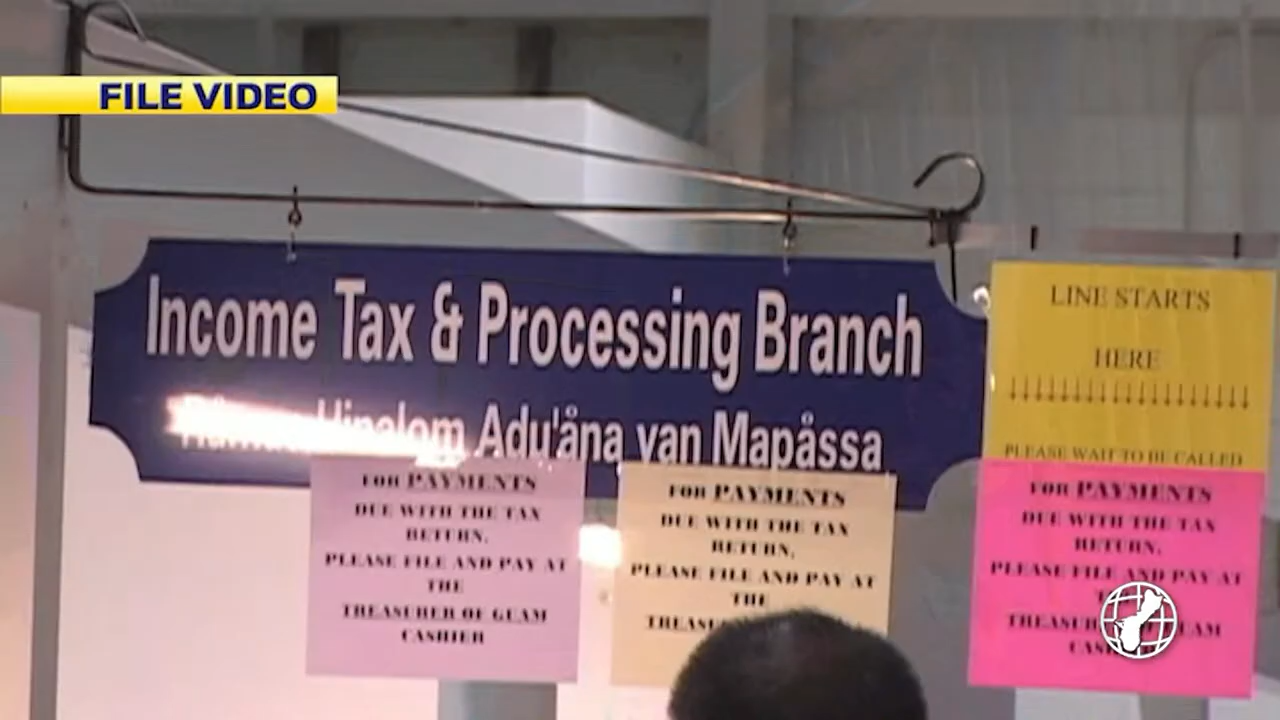 FILE VIDEO
Income Tax & Processing Branch
Hinalom Adu'åna yan Mapåssa
LINE STARTS
HERE
PLEASE WAIT TO BE CALLED
FOR PAYMENTS
DUE WITH THE TAX
RETURN,
PLEASE FILE AND PAY AT
THE
TREASURER OF GUAM
CASHIER
FOR PAYMENTS
DUE WITH THE TAX
RETURN,
PLEASE FILE AND PAY AT
THE
FOR PAYMENTS
DUE WITH THE TAX
RETURN,
PLEASE FILE AND PAY AT